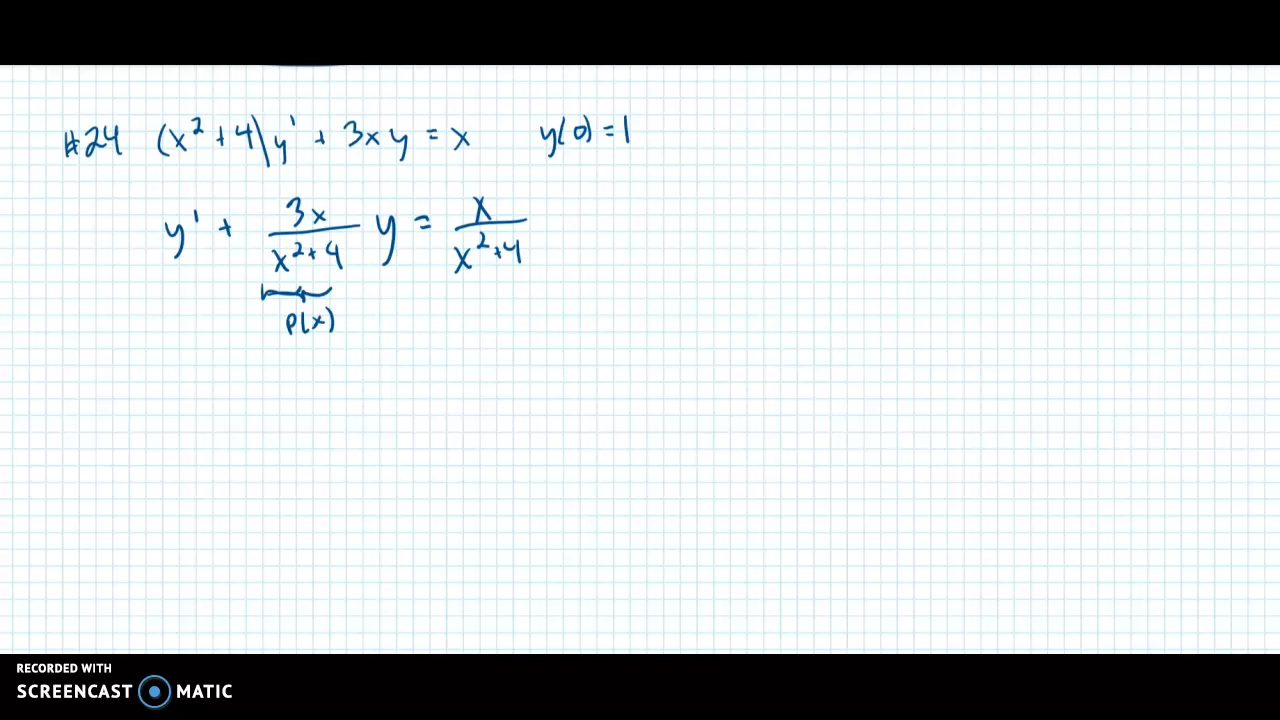 #24 (x²+4)y' + 3xy = x y(0)=1
y' + 3x/(x²+4) y = x/(x²+4)
p(x)
RECORDED WITH
SCREENCAST MATIC